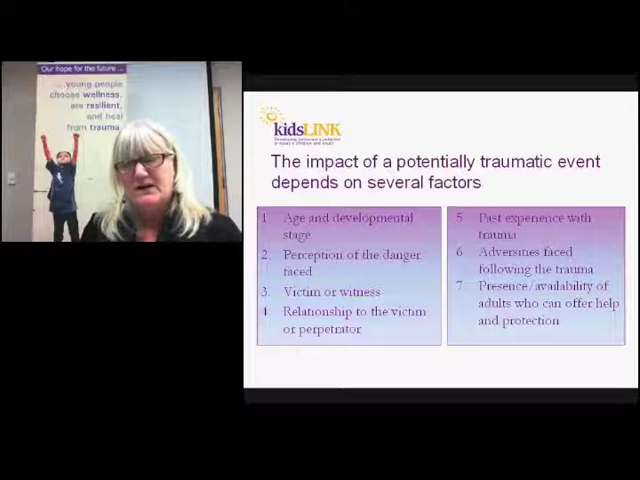 Our hope for the future ...
...young people
choose wellness,
are resilient,
and heal
from trauma.
kidsLINK
The impact of a potentially traumatic event
depends on several factors
1 Age and developmental
stage
2. Perception of the danger
faced
3. Victim or witness
4. Relationship to the victim
or perpetrator
5 Past experience with
trauma
6 Adversities faced
following the trauma
7 Presence/availability of
adults who can offer help
and protection